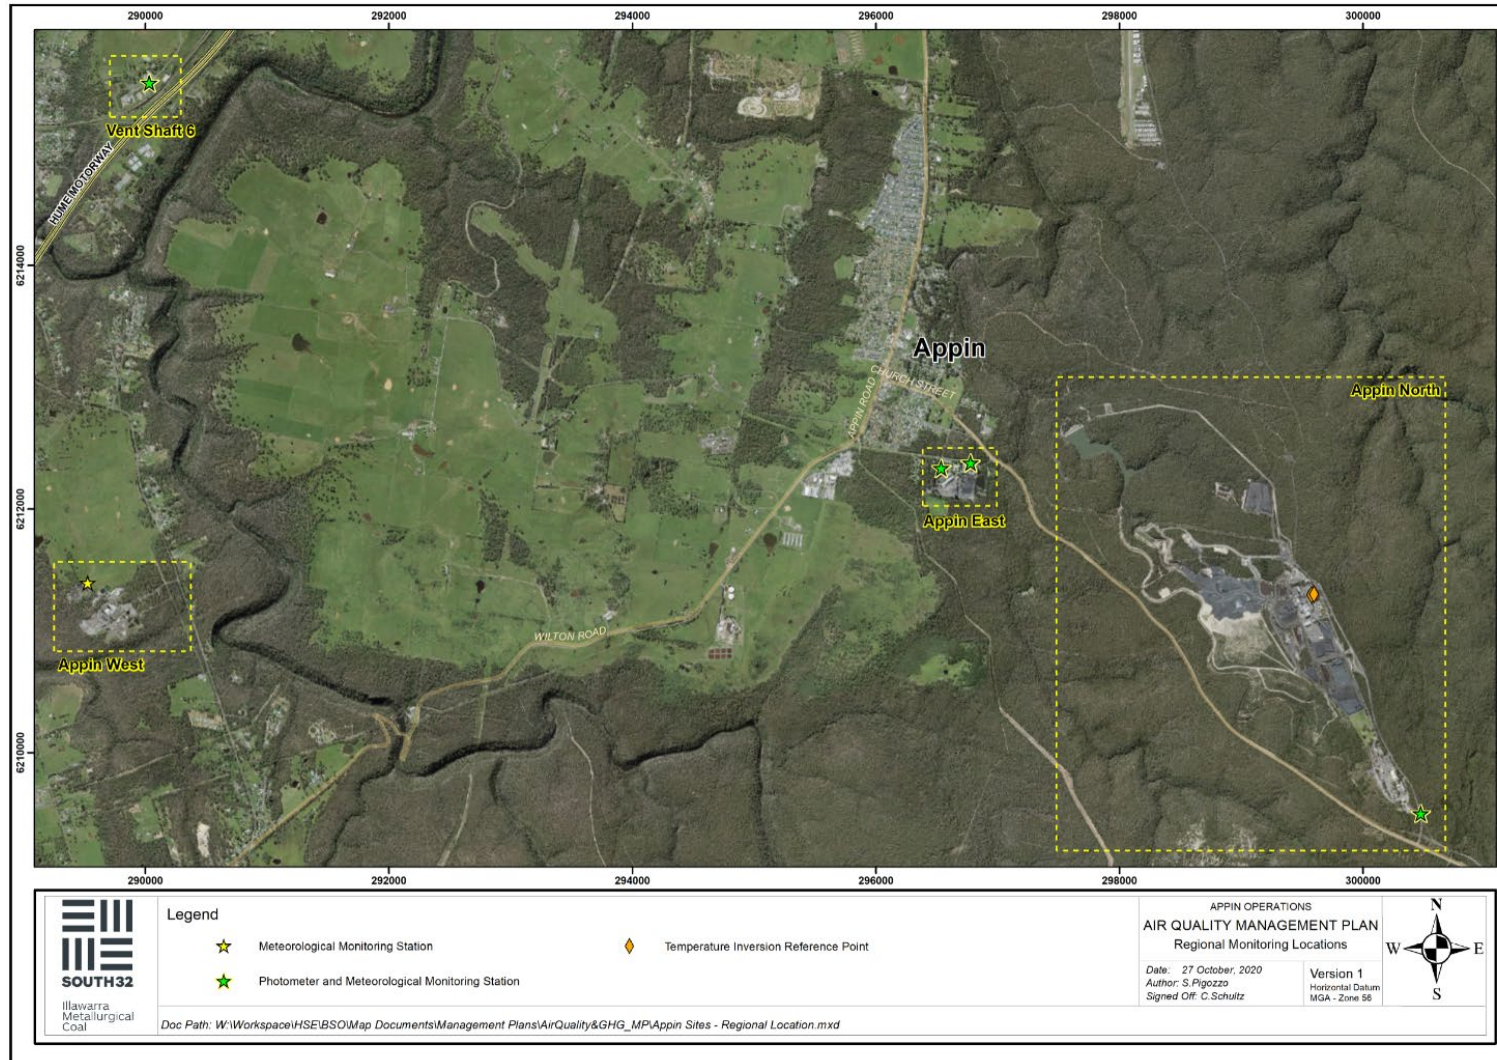 290000
292000
294000
296000
298000
300000
Vent Shaft 6
HUME MOTORWAY
6214000
Appin
CHURCH STREET
APPIN ROAD
Appin North
6212000
Appin East
WILTON ROAD
Appin West
6210000
290000
292000
294000
296000
298000
300000
SOUTH32
Illawarra
Metallurgical
Coal
Legend
Meteorological Monitoring Station
Photometer and Meteorological Monitoring Station
Temperature Inversion Reference Point
APPIN OPERATIONS
AIR QUALITY MANAGEMENT PLAN
Regional Monitoring Locations
Date: 27 October, 2020
Author: S.Pigozzo
Signed Off: C.Schultz
Version 1
Horizontal Datum
MGA - Zone 56
N
W
E
S
Doc Path: W:\Workspace\HSE\BSO\Map Documents\Management Plans\AirQuality&GHG_MP\Appin Sites - Regional Location.mxd